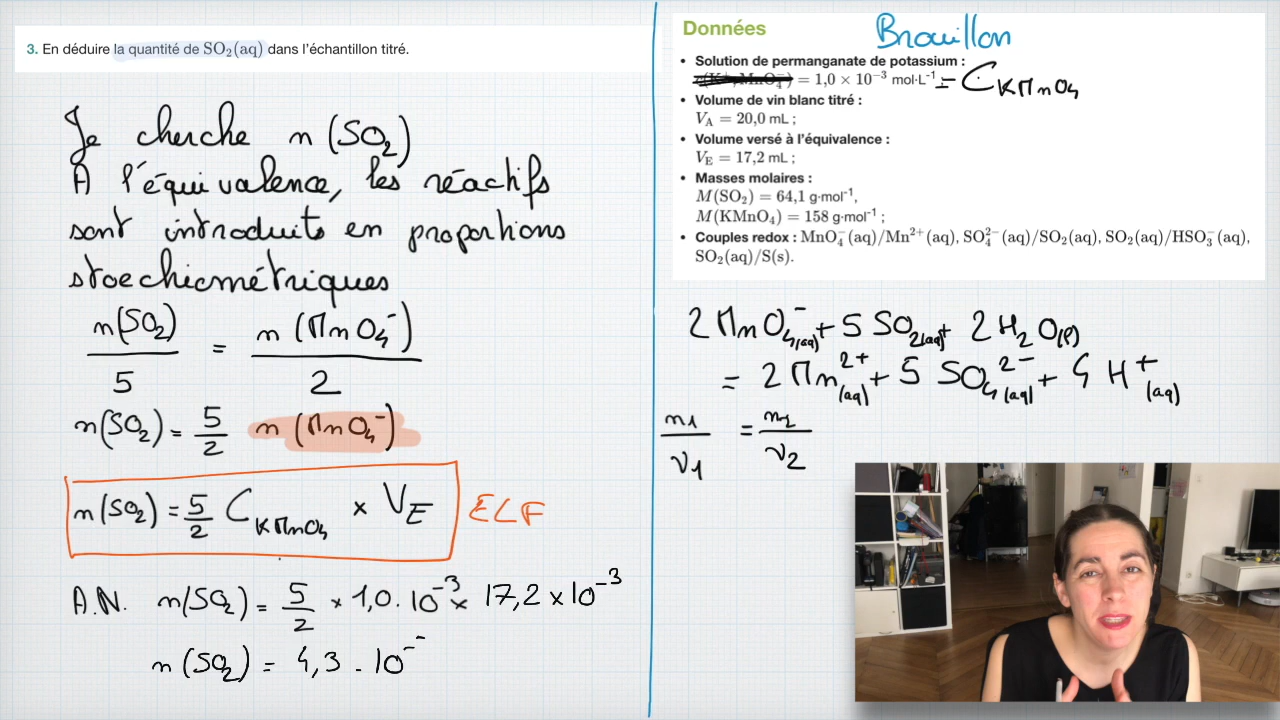 3. En déduire la quantité de SO₂(aq) dans l'échantillon titré.
Je cherche n (SO₂)
A l'équivalence, les réactifs
sont introduits en proportions
stoechiométriques
n(SO₂)/5 = n (MnO₄⁻)/2
n(SO₂) = 5/2 n (MnO₄⁻)
n(SO₂) = 5/2 C_KMnO₄ × V_E ELF
A.N. n(SO₂) = 5/2 × 1,0 . 10⁻³ × 17,2 × 10⁻³
n (SO₂) = 4,3 . 10⁻
Données Brouillon
• Solution de permanganate de potassium :
= 1,0 × 10⁻³ mol·L⁻¹ = C_KMnO₄
• Volume de vin blanc titré :
V_A = 20,0 mL ;
• Volume versé à l'équivalence :
V_E = 17,2 mL ;
• Masses molaires :
M(SO₂) = 64,1 g·mol⁻¹,
M(KMnO₄) = 158 g·mol⁻¹ ;
• Couples redox : MnO₄⁻(aq)/Mn²⁺(aq), SO₄²⁻(aq)/SO₂(aq), SO₂(aq)/HSO₃⁻(aq),
SO₂(aq)/S(s).
2 MnO₄⁻(aq) + 5 SO₂(aq) + 2 H₂O(l)
= 2 Mn²⁺(aq) + 5 SO₄²⁻(aq) + 4 H⁺(aq)
n₁/ν₁ = n₂/ν₂